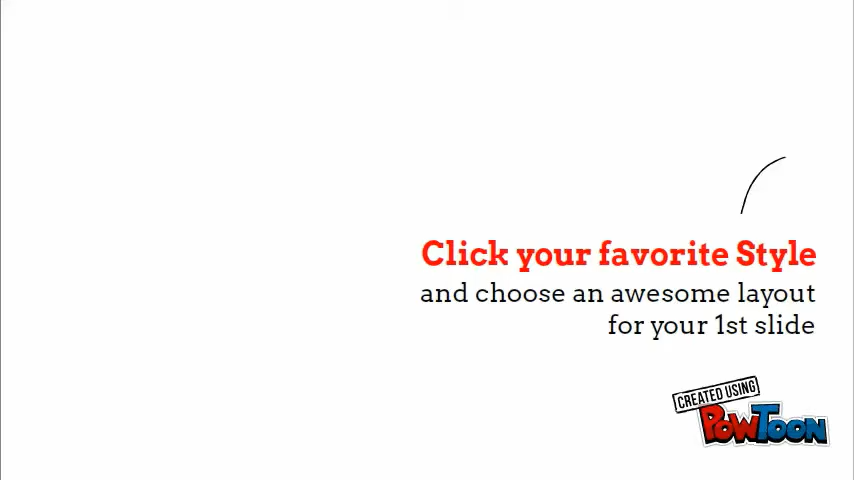 Click your favorite Style
and choose an awesome layout
for your 1st slide
CREATED USING
POWTOON